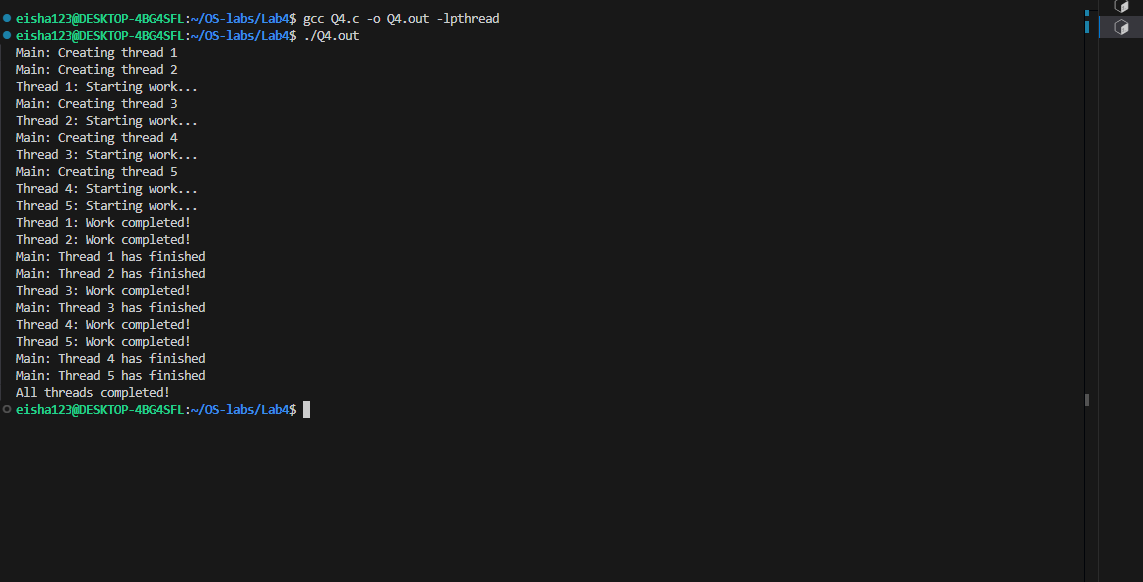 eisha123@DESKTOP-4BG4SFL:~/OS-labs/Lab4$ gcc Q4.c -o Q4.out -lpthread
eisha123@DESKTOP-4BG4SFL:~/OS-labs/Lab4$ ./Q4.out
Main: Creating thread 1
Main: Creating thread 2
Thread 1: Starting work...
Main: Creating thread 3
Thread 2: Starting work...
Main: Creating thread 4
Thread 3: Starting work...
Main: Creating thread 5
Thread 4: Starting work...
Thread 5: Starting work...
Thread 1: Work completed!
Thread 2: Work completed!
Main: Thread 1 has finished
Main: Thread 2 has finished
Thread 3: Work completed!
Main: Thread 3 has finished
Thread 4: Work completed!
Thread 5: Work completed!
Main: Thread 4 has finished
Main: Thread 5 has finished
All threads completed!
eisha123@DESKTOP-4BG4SFL:~/OS-labs/Lab4$